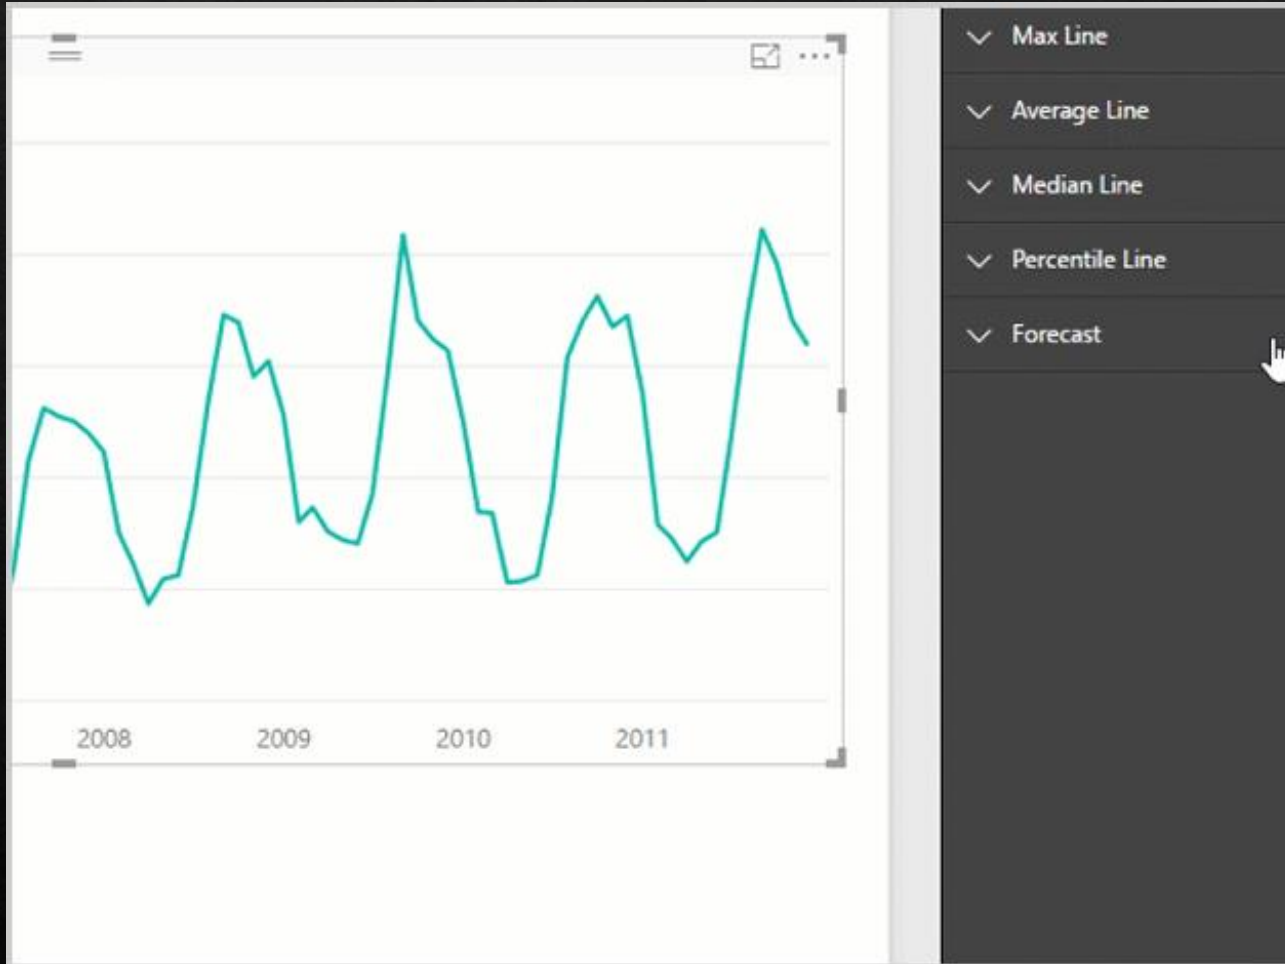 Max Line
Average Line
Median Line
Percentile Line
Forecast
2008 2009 2010 2011